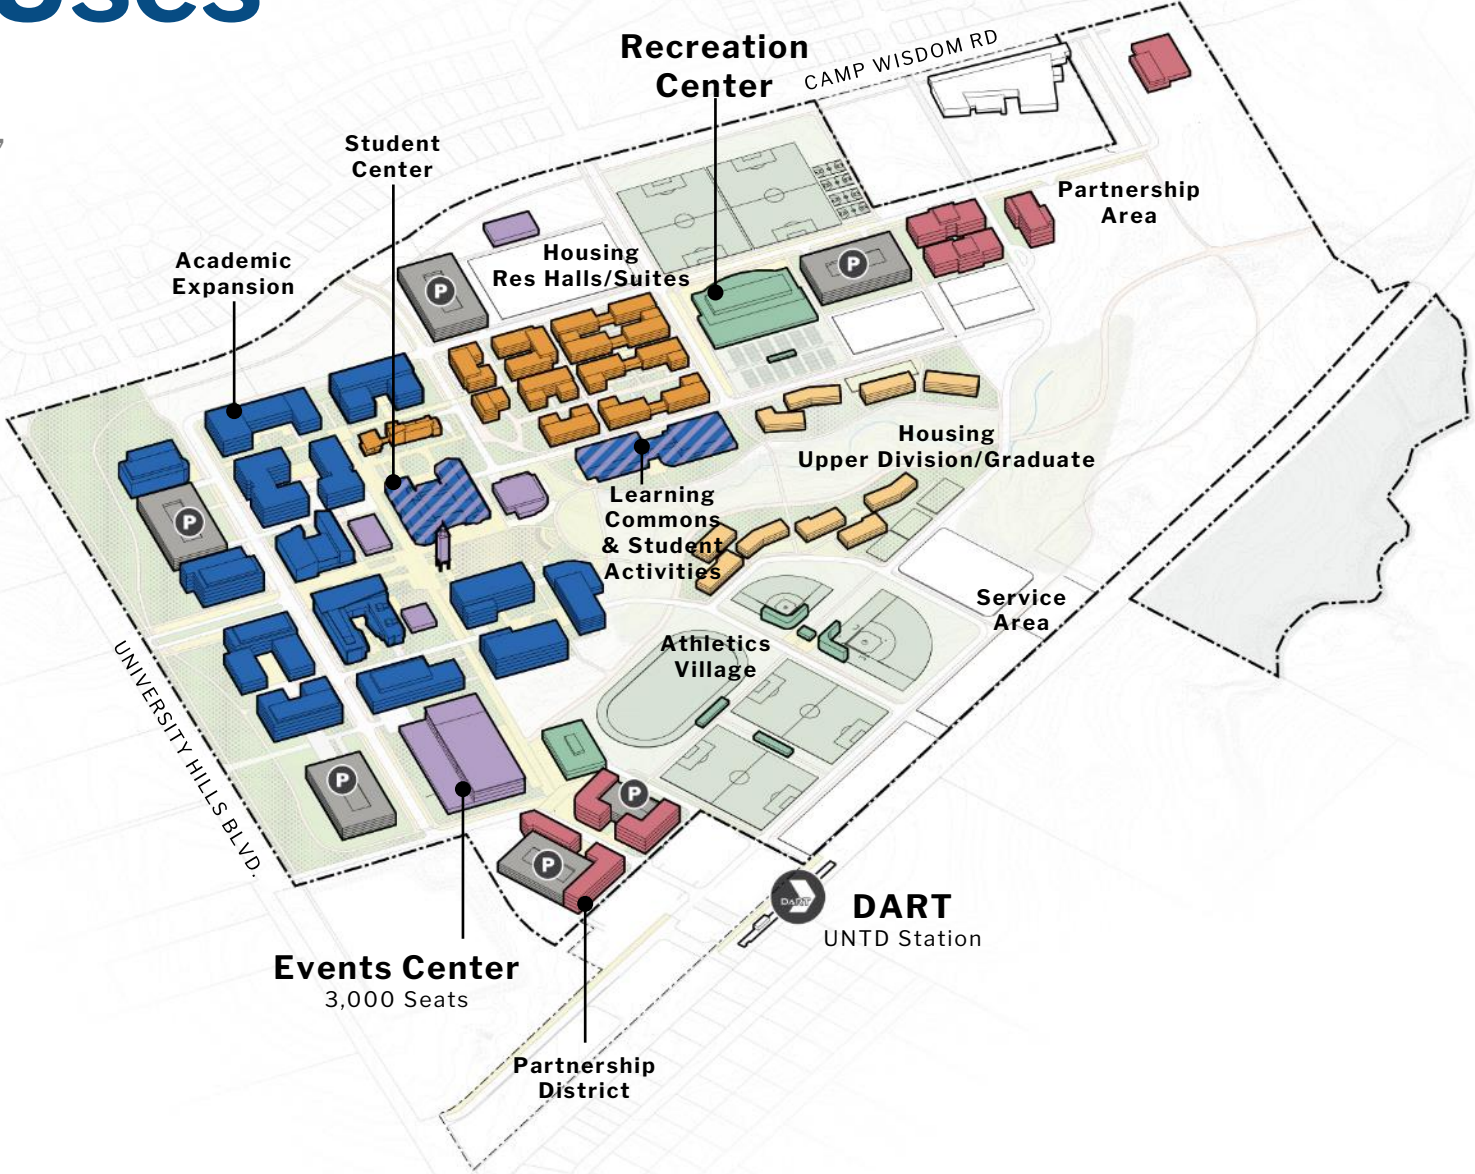 Uses
Recreation
Center
CAMP WISDOM RD
Student
Center
Partnership
Area
Academic
Expansion
Housing
Res Halls/Suites
P
P
Housing
Upper Division/Graduate
Learning
Commons
& Student
Activities
P
Service
Area
Athletics
Village
UNIVERSITY HILLS BLVD.
P
P
P
DART
DART
UNTD Station
Events Center
3,000 Seats
Partnership
District